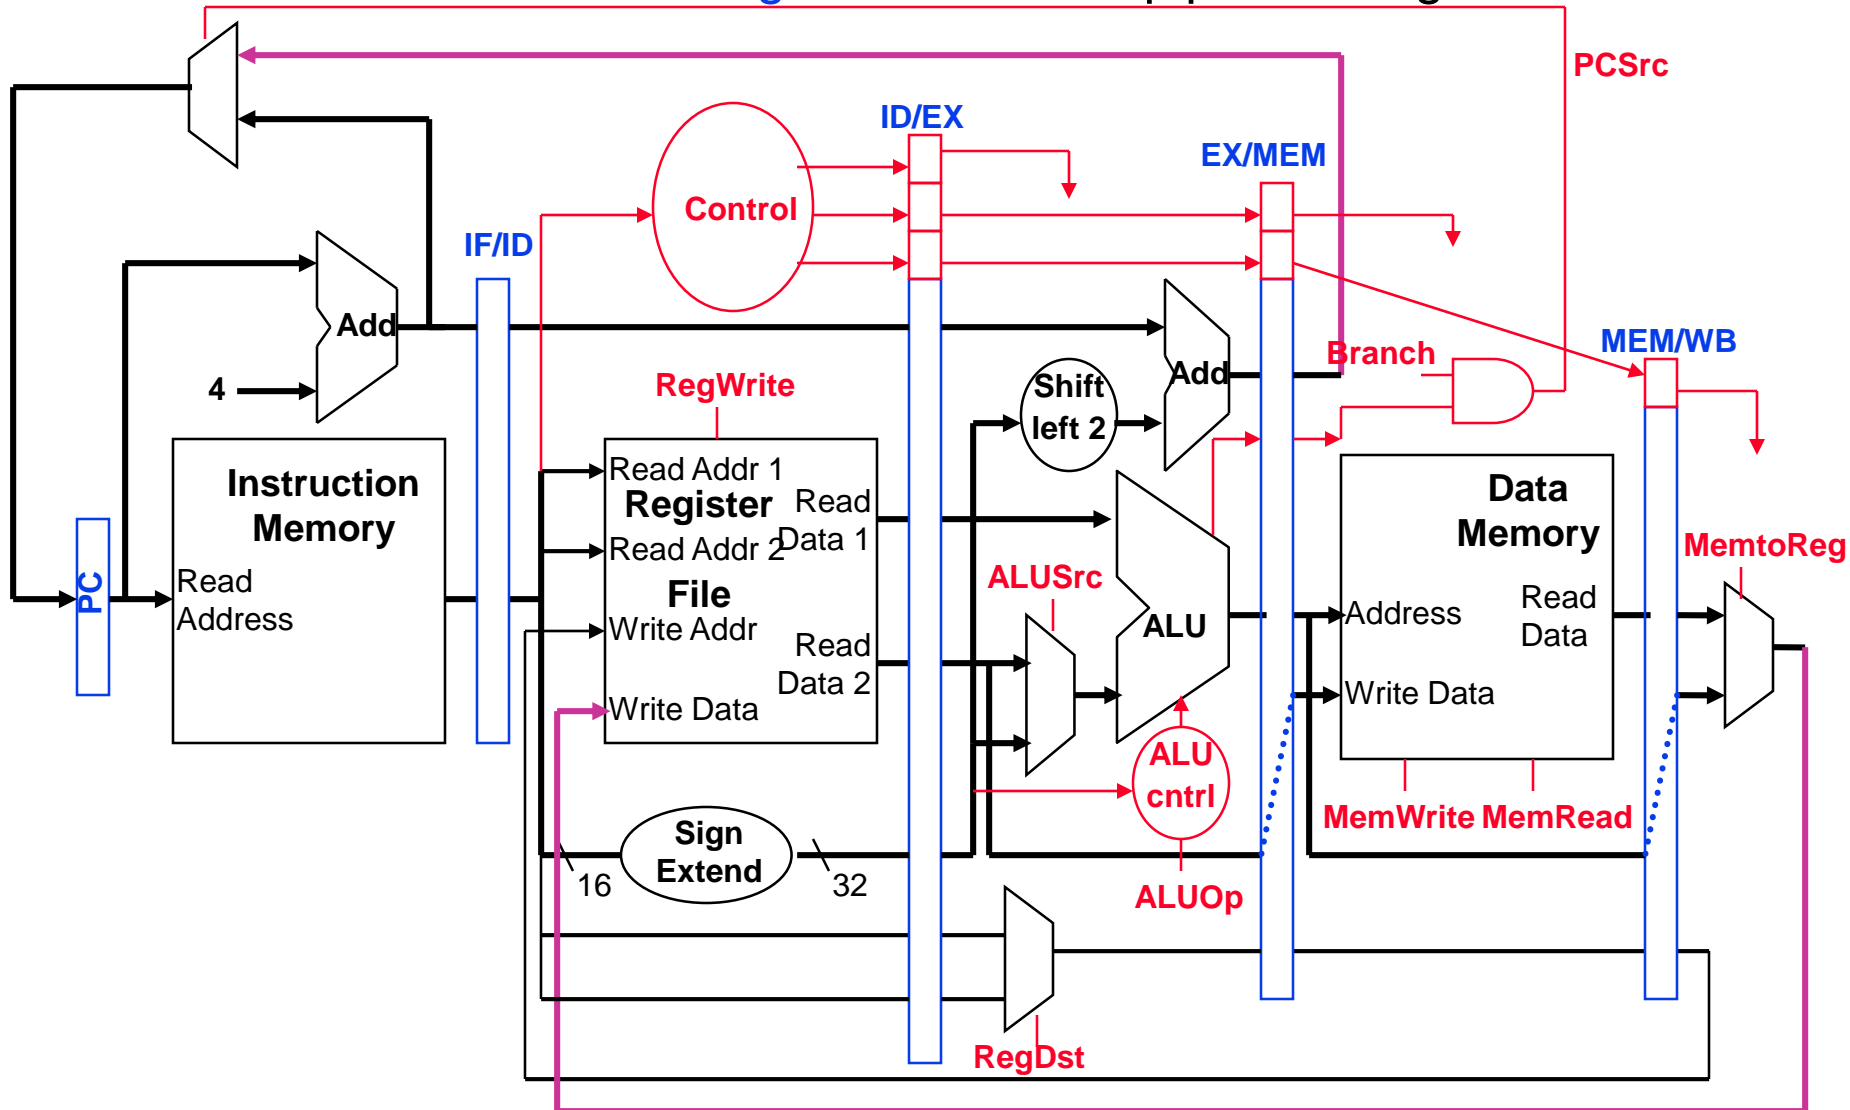 PCSrc
ID/EX
EX/MEM
Control
IF/ID
Add
4
RegWrite
Shift
left 2
Add
Branch
MEM/WB
Instruction
Memory
Read
Address
PC
Read Addr 1
Register
Read
Data 1
Read Addr 2
File
Write Addr
Read
Data 2
Write Data
ALUSrc
ALU
Data
Memory
Address
Read
Data
Write Data
MemtoReg
ALU
cntrl
MemWrite MemRead
Sign
Extend
16
32
ALUOp
RegDst